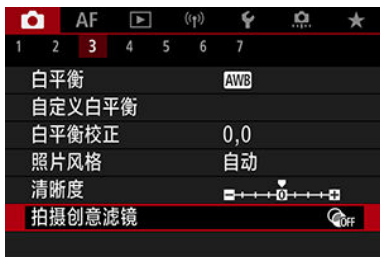 AF
1 2 3 4 5 6 7
白平衡 AWB
自定义白平衡
白平衡校正 0,0
照片风格 自动
清晰度 0
拍摄创意滤镜 OFF